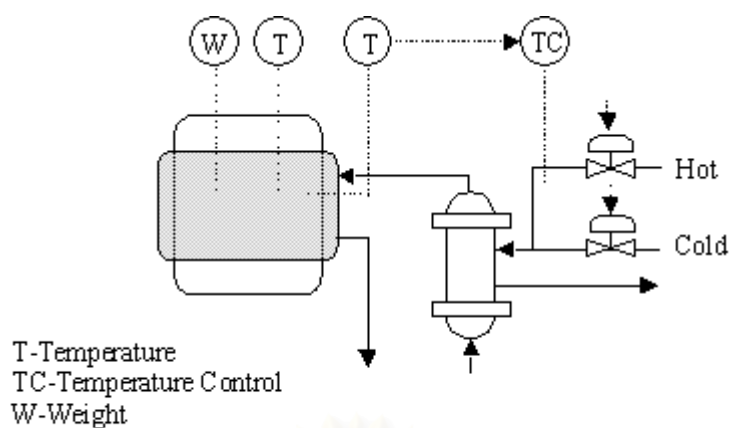 W T T TC
Hot
Cold
T-Temperature
TC-Temperature Control
W-Weight